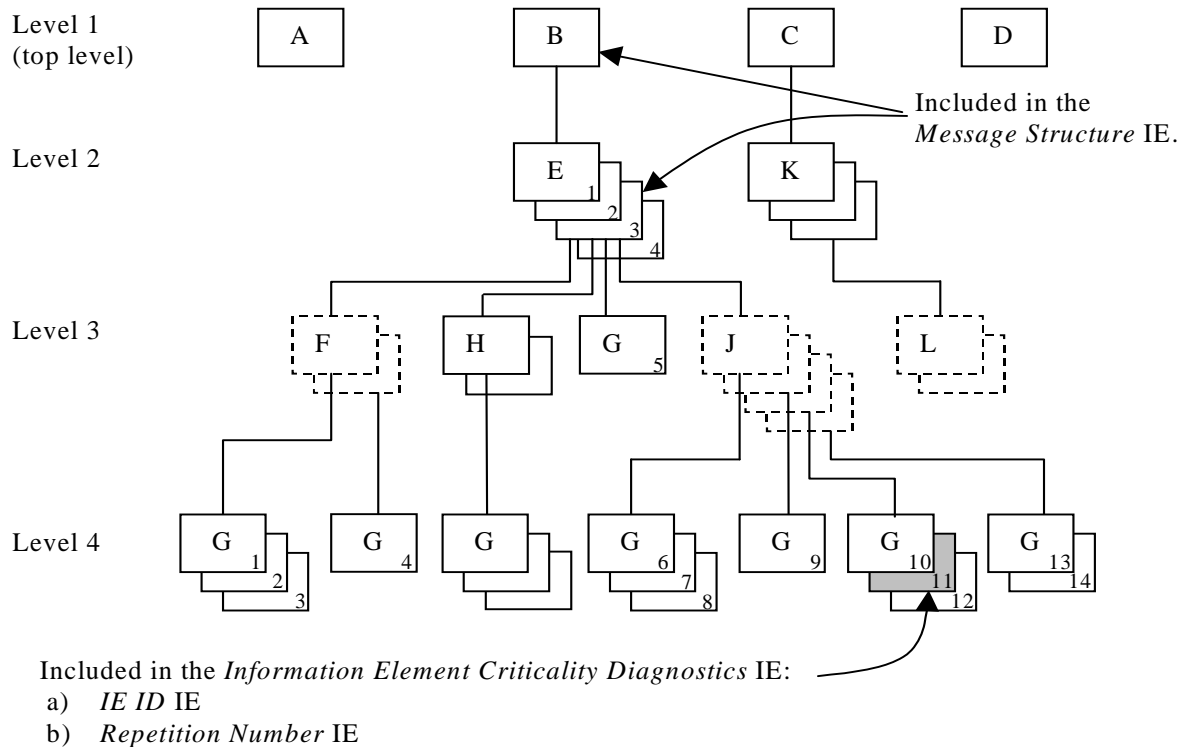 Level 1
(top level)
A
B
C
D
Included in the
Message Structure IE.
Level 2
E
1
2
3
4
K
Level 3
F
H
G
5
J
L
Level 4
G
1
2
3
G
4
G
G
6
7
8
G
9
G
10
11
12
G
13
14
Included in the Information Element Criticality Diagnostics IE:
a) IE ID IE
b) Repetition Number IE